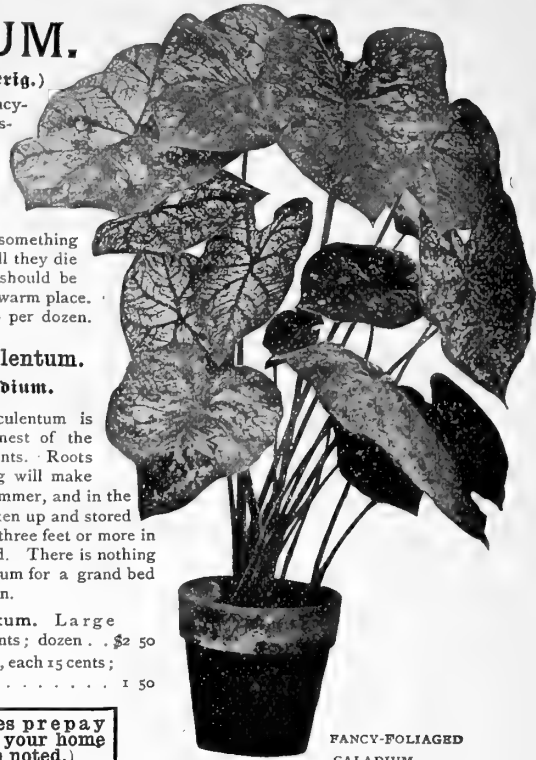 UM.
rig.)
ncy-
s-
something
ll they die
should be
warm place.
per dozen.
lentum.
dium.
culentum is
nest of the
nts. Roots
g will make
mmer, and in the
ken up and stored
three feet or more in
d. There is nothing
um for a grand bed
n.
tum. Large
nts; dozen . . $2 50
, each 15 cents;
. . . . . . . . 1 50
es prepay
your home
noted.)
FANCY-FOLIAGED
CALADIUM